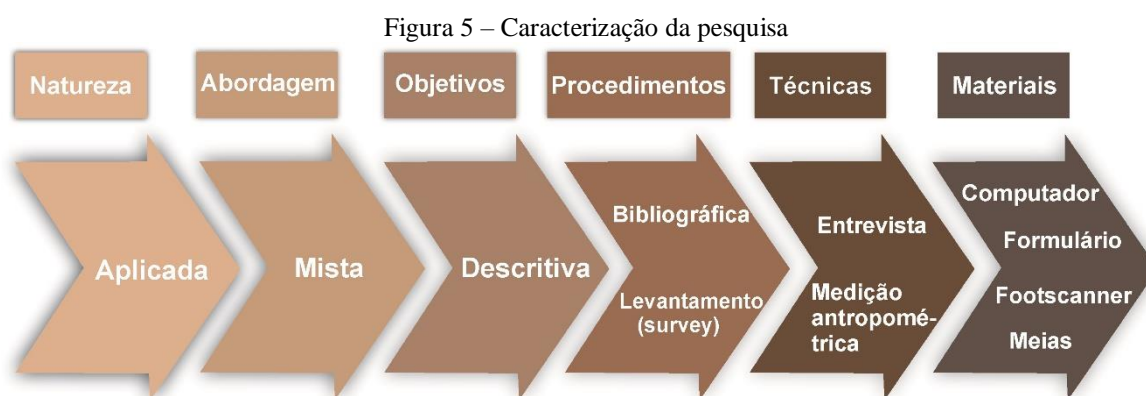 Figura 5 – Caracterização da pesquisa
Natureza
Abordagem
Objetivos
Procedimentos
Técnicas
Materiais
Aplicada
Mista
Descritiva
Bibliográfica
Levantamento
(survey)
Entrevista
Medição
antropomé-
trica
Computador
Formulário
Footscanner
Meias